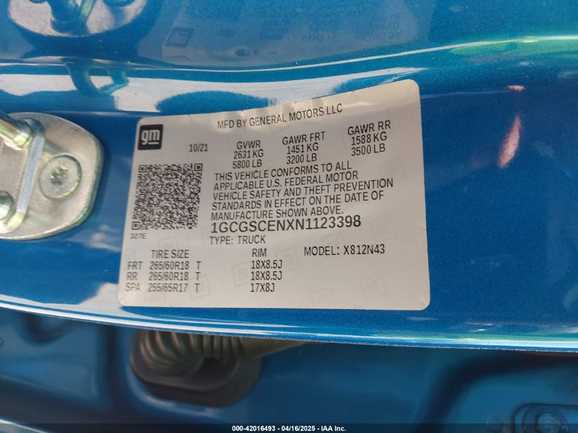 MFD BY GENERAL MOTORS LLC
gm
10/21
GVWR GAWR FRT GAWR RR
2631 KG 1451 KG 1588 KG
5800 LB 3200 LB 3500 LB
THIS VEHICLE CONFORMS TO ALL
APPLICABLE U.S. FEDERAL MOTOR
VEHICLE SAFETY AND THEFT PREVENTION
STANDARDS IN EFFECT ON THE DATE OF
MANUFACTURE SHOWN ABOVE.
1GCGSCENXN1123398
TYPE: TRUCK MODEL: X812N43
TIRE SIZE RIM
FRT 265/60R18 T 18X8.5J
RR 265/60R18 T 18X8.5J
SPA 255/65R17 T 17X8J
000-42016493 - 04/16/2025 - IAA Inc.